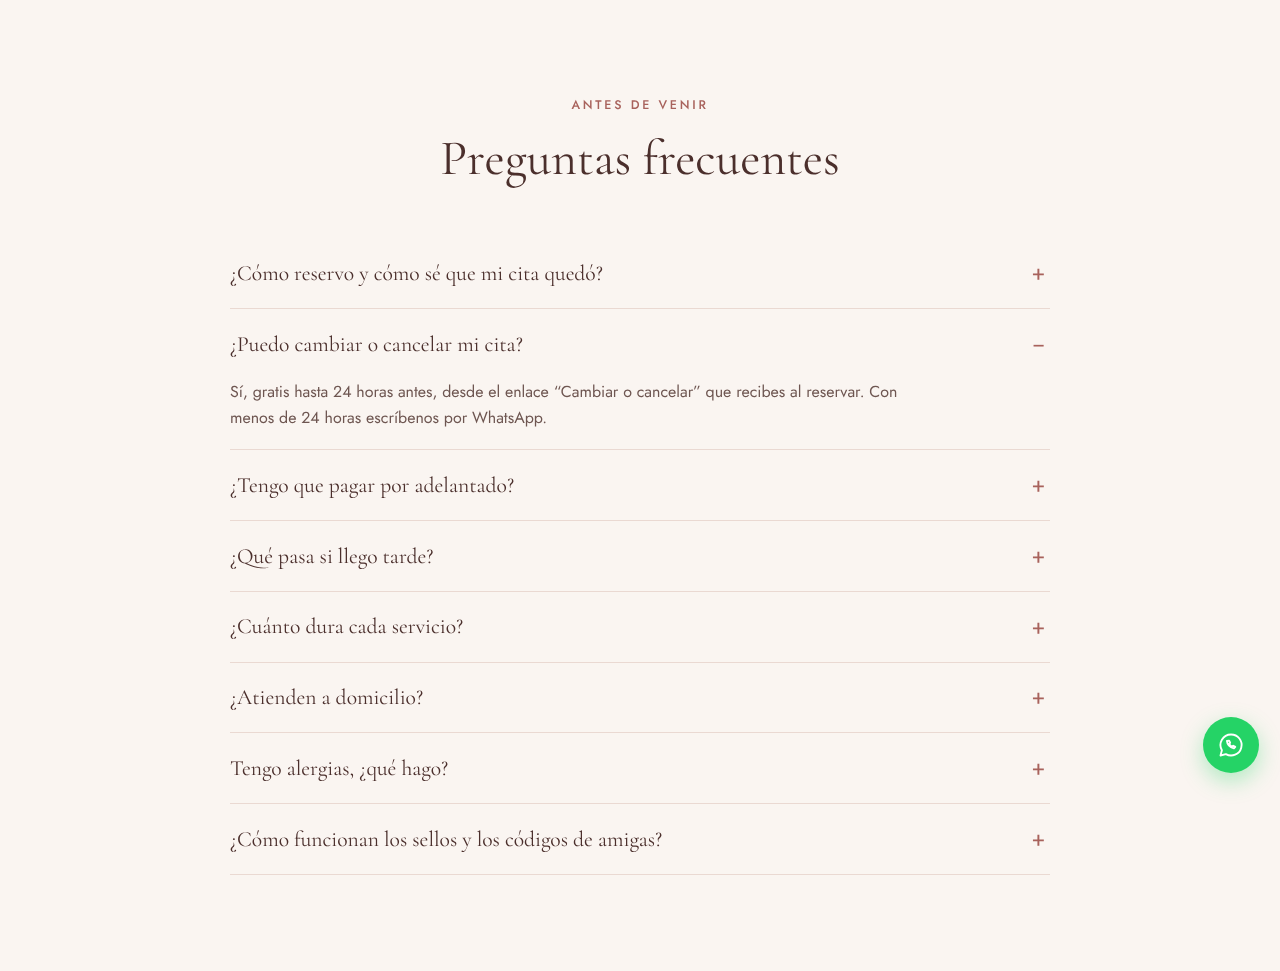 ANTES DE VENIR
Preguntas frecuentes
¿Cómo reservo y cómo sé que mi cita quedó?
¿Puedo cambiar o cancelar mi cita?
Sí, gratis hasta 24 horas antes, desde el enlace “Cambiar o cancelar” que recibes al reservar. Con
menos de 24 horas escríbenos por WhatsApp.
¿Tengo que pagar por adelantado?
¿Qué pasa si llego tarde?
¿Cuánto dura cada servicio?
¿Atienden a domicilio?
Tengo alergias, ¿qué hago?
¿Cómo funcionan los sellos y los códigos de amigas?